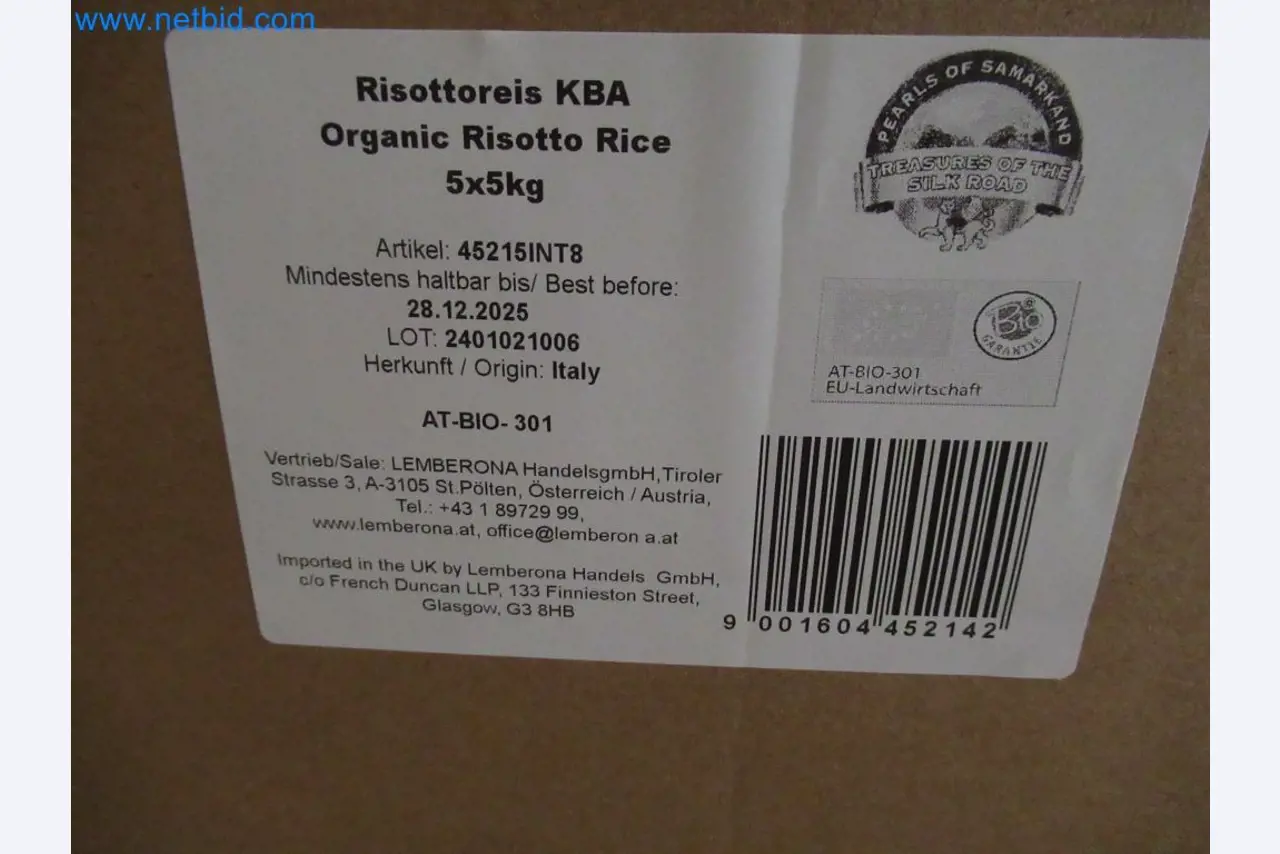 www.netbid.com
Risottoreis KBA
Organic Risotto Rice
5x5kg
Artikel: 45215INT8
Mindestens haltbar bis/ Best before:
28.12.2025
LOT: 2401021006
Herkunft / Origin: Italy
AT-BIO- 301
Vertrieb/Sale: LEMBERONA HandelsgmbH,Tiroler
Strasse 3, A-3105 St.Pölten, Österreich / Austria,
Tel.: +43 1 89729 99,
www.lemberona.at, office@lemberon a.at
Imported in the UK by Lemberona Handels GmbH,
c/o French Duncan LLP, 133 Finnieston Street,
Glasgow, G3 8HB
PEARLS OF SAMARKAND
TREASURES OF THE
SILK ROAD
Bio
GARANTIE
AT-BIO-301
EU-Landwirtschaft
9 001604 452142